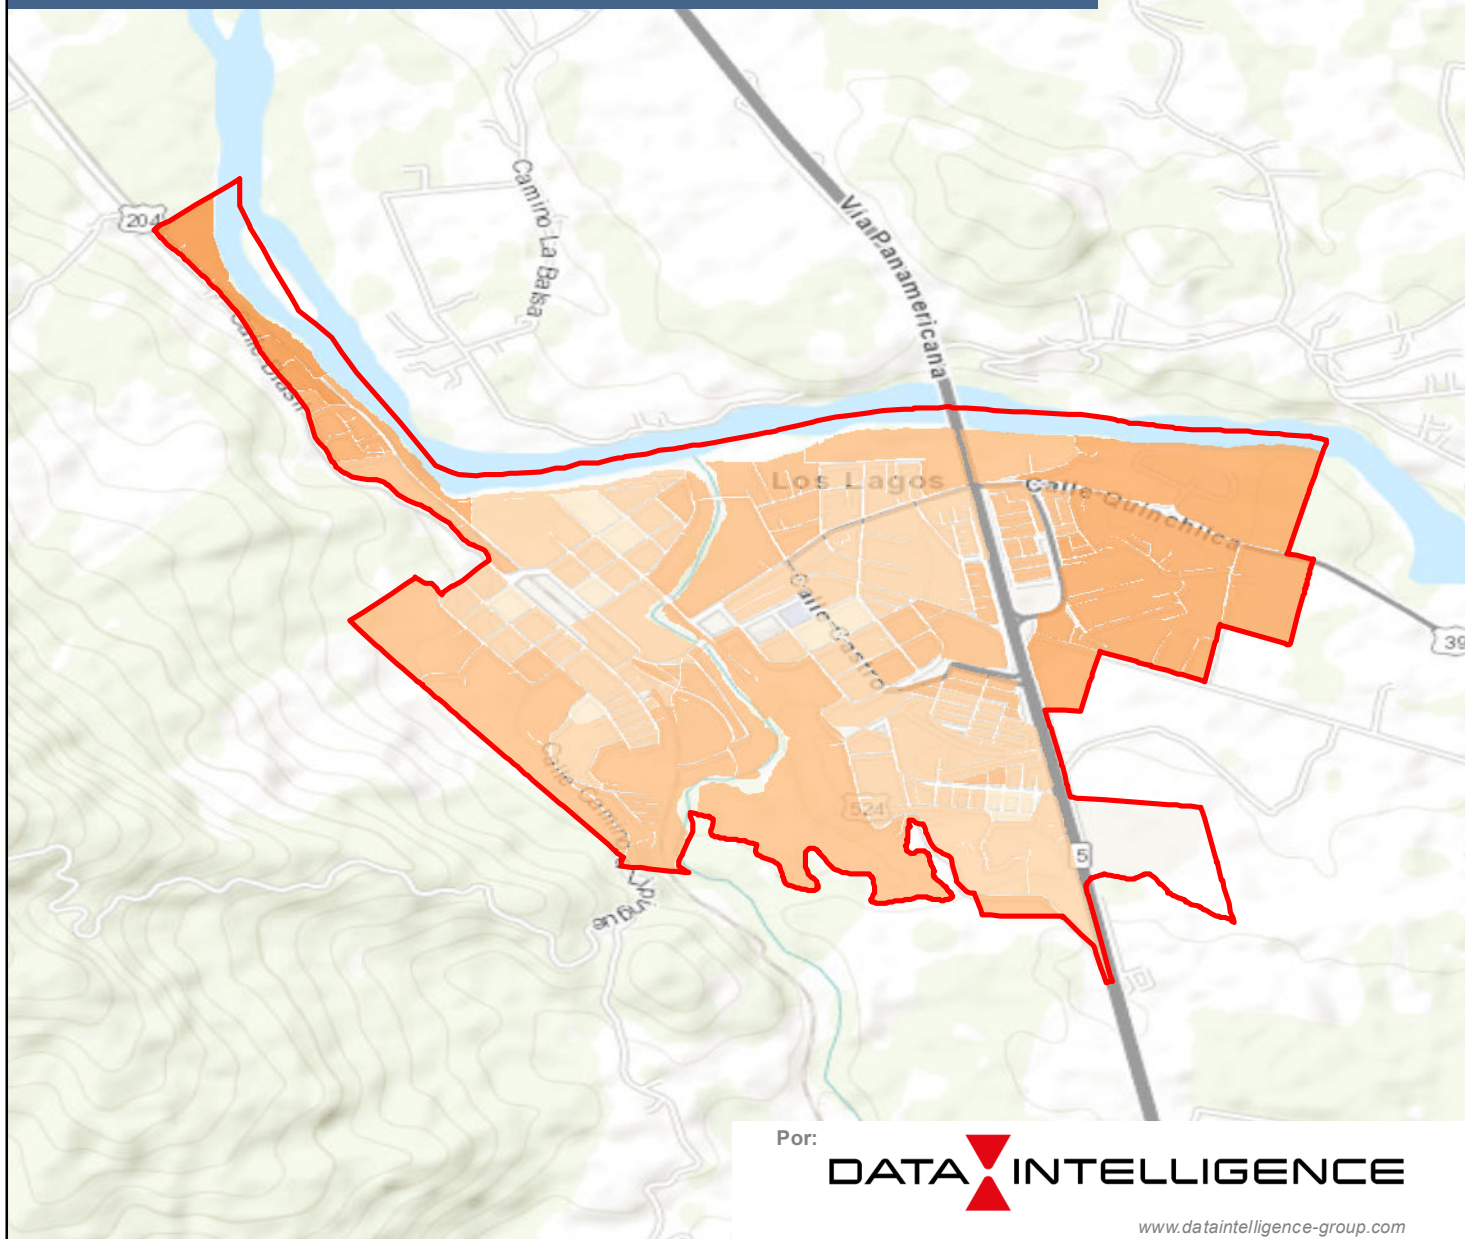 204
Camino La Balsa
Vía Panamericana
Los Lagos
Calle Quinchilca
Calle Castro
39
524
5
Por:
DATA INTELLIGENCE
www.dataintelligence-group.com